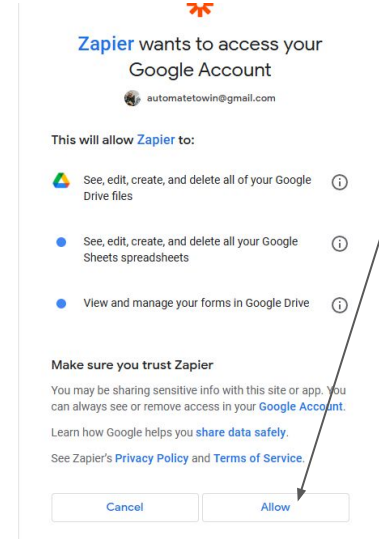 Zapier wants to access your
Google Account
automatetowin@gmail.com
This will allow Zapier to:
See, edit, create, and delete all of your Google
Drive files
See, edit, create, and delete all your Google
Sheets spreadsheets
View and manage your forms in Google Drive
Make sure you trust Zapier
You may be sharing sensitive info with this site or app. You
can always see or remove access in your Google Account.
Learn how Google helps you share data safely.
See Zapier's Privacy Policy and Terms of Service.
Cancel Allow